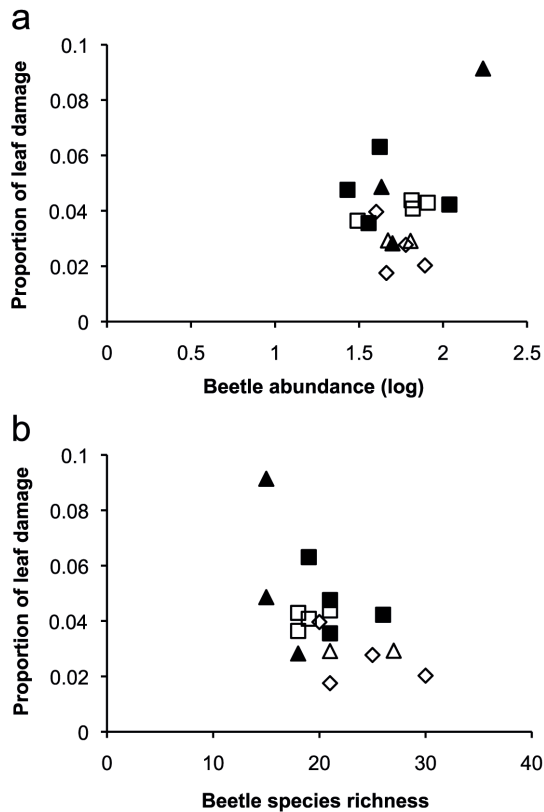 a
Proportion of leaf damage
0.1
0.08
0.06
0.04
0.02
0
0 0.5 1 1.5 2 2.5
Beetle abundance (log)
b
Proportion of leaf damage
0.1
0.08
0.06
0.04
0.02
0
0 10 20 30 40
Beetle species richness